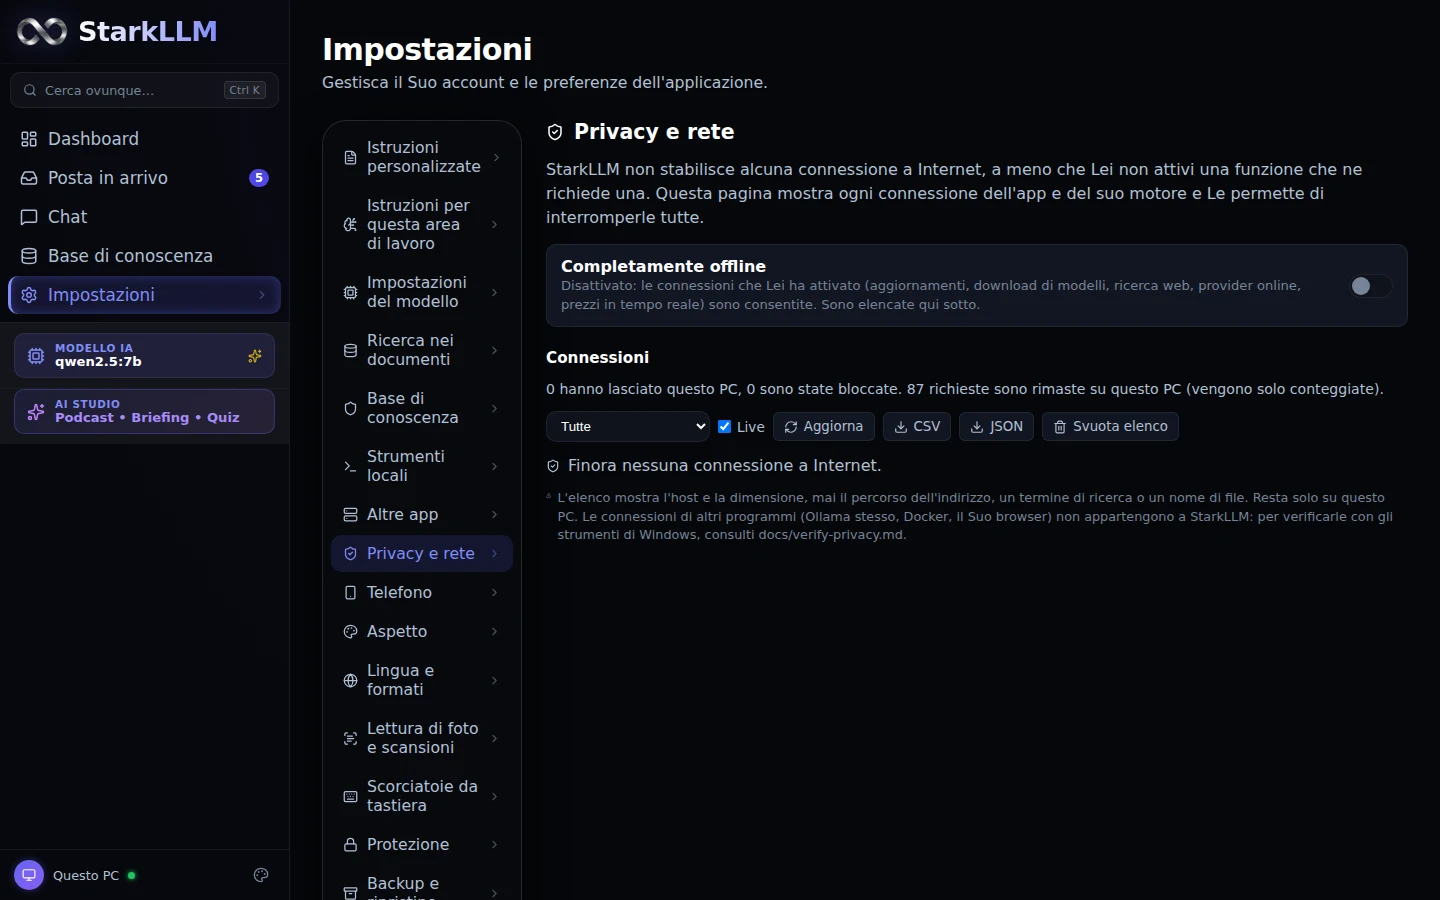 StarkLLM
Cerca ovunque...
Ctrl K
Dashboard
Posta in arrivo
5
Chat
Base di conoscenza
Impostazioni
MODELLO IA
qwen2.5:7b
AI STUDIO
Podcast • Briefing • Quiz
Questo PC
Impostazioni
Gestisca il Suo account e le preferenze dell'applicazione.
Istruzioni
personalizzate
Istruzioni per
questa area
di lavoro
Impostazioni
del modello
Ricerca nei
documenti
Base di
conoscenza
Strumenti
locali
Altre app
Privacy e rete
Telefono
Aspetto
Lingua e
formati
Lettura di foto
e scansioni
Scorciatoie da
tastiera
Protezione
Backup e
ripristino
Privacy e rete
StarkLLM non stabilisce alcuna connessione a Internet, a meno che Lei non attivi una funzione che ne
richiede una. Questa pagina mostra ogni connessione dell'app e del suo motore e Le permette di
interromperle tutte.
Completamente offline
Disattivato: le connessioni che Lei ha attivato (aggiornamenti, download di modelli, ricerca web, provider online,
prezzi in tempo reale) sono consentite. Sono elencate qui sotto.
Connessioni
0 hanno lasciato questo PC, 0 sono state bloccate. 87 richieste sono rimaste su questo PC (vengono solo conteggiate).
Tutte
Live
Aggiorna
CSV
JSON
Svuota elenco
Finora nessuna connessione a Internet.
L'elenco mostra l'host e la dimensione, mai il percorso dell'indirizzo, un termine di ricerca o un nome di file. Resta solo su questo
PC. Le connessioni di altri programmi (Ollama stesso, Docker, il Suo browser) non appartengono a StarkLLM: per verificarle con gli
strumenti di Windows, consulti docs/verify-privacy.md.